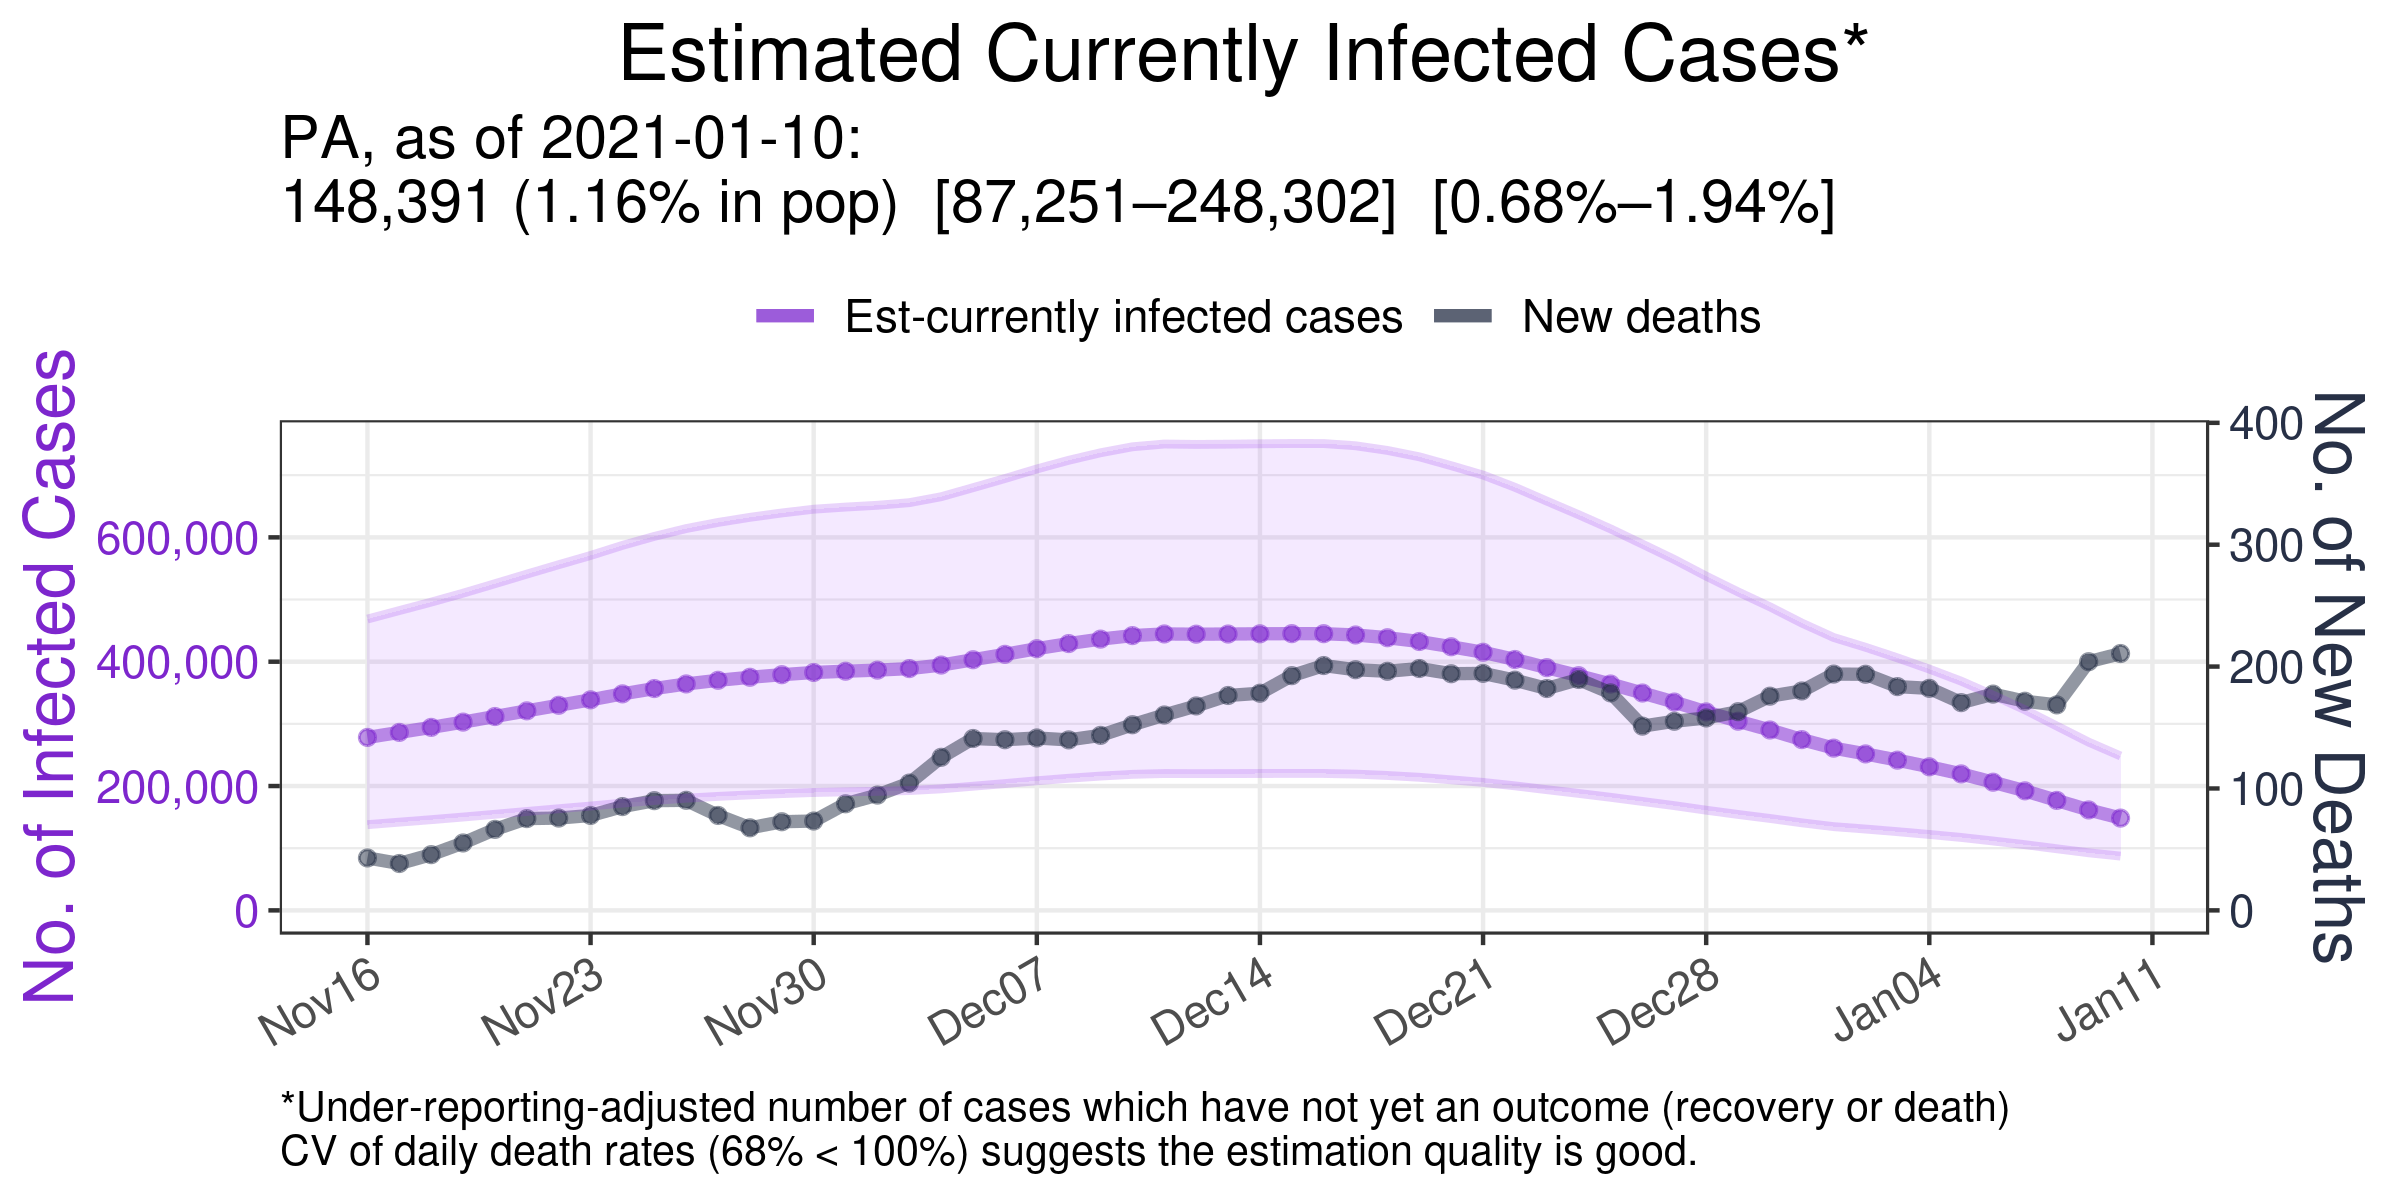 Estimated Currently Infected Cases*
PA, as of 2021-01-10:
148,391 (1.16% in pop)  [87,251–248,302]  [0.68%–1.94%]
Est-currently infected cases
New deaths
No. of Infected Cases
600,000
400,000
200,000
0
400
300
200
100
0
No. of New Deaths
Nov16
Nov23
Nov30
Dec07
Dec14
Dec21
Dec28
Jan04
Jan11
*Under-reporting-adjusted number of cases which have not yet an outcome (recovery or death)
CV of daily death rates (68% < 100%) suggests the estimation quality is good.